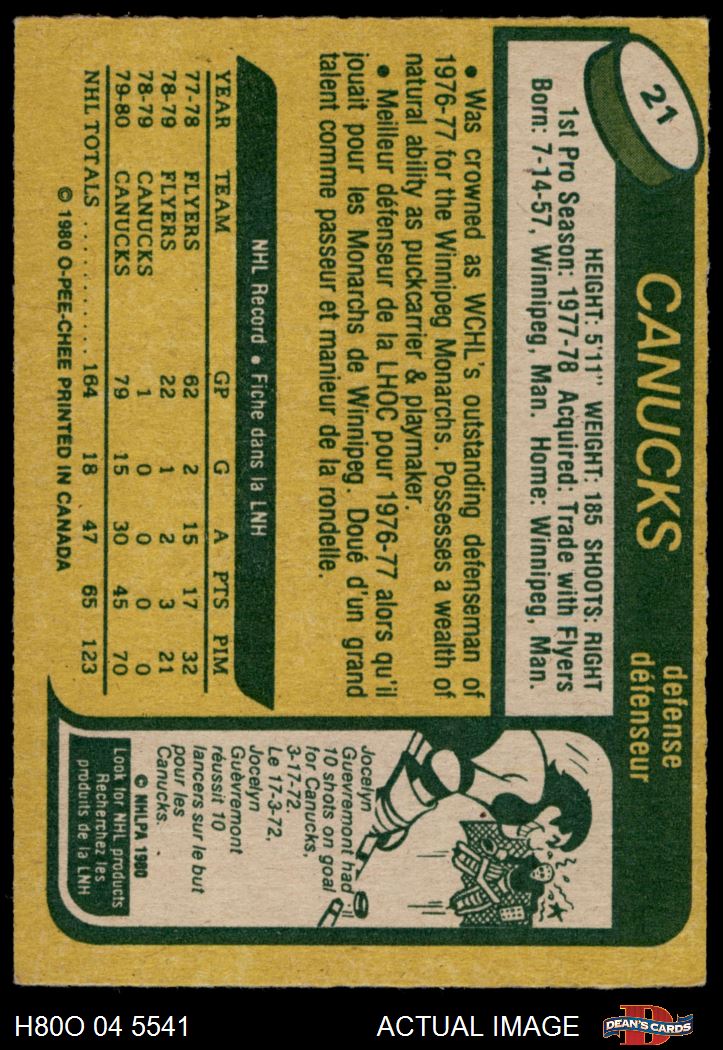 21
CANUCKS
defense
défenseur
HEIGHT: 5'11" WEIGHT: 185 SHOOTS: RIGHT
1st Pro Season: 1977-78 Acquired: Trade with Flyers
Born: 7-14-57, Winnipeg, Man. Home: Winnipeg, Man.
• Was crowned as WCHL's outstanding defenseman of
1976-77 for the Winnipeg Monarchs. Possesses a wealth of
natural ability as puckcarrier & playmaker.
• Meilleur défenseur de la LHOC pour 1976-77 alors qu'il
jouait pour les Monarchs de Winnipeg. Doué d'un grand
talent comme passeur et manieur de la rondelle.
NHL Record • Fiche dans la LNH
YEAR TEAM GP G A PTS PIM
77-78 FLYERS 62 2 15 17 32
78-79 FLYERS 22 1 2 3 21
78-79 CANUCKS 1 0 0 0 0
79-80 CANUCKS 79 15 30 45 70
NHL TOTALS .......... 164 18 47 65 123
© 1980 O-PEE-CHEE PRINTED IN CANADA
Jocelyn
Guevremont had
10 shots on goal
for Canucks,
3-17-72.
Le 17-3-72,
Jocelyn
Guèvremont
réussit 10
lancers sur le but
pour les
Canucks.
© NHLPA 1980
Look for NHL products
Recherchez les
produits de la LNH
H80O 04 5541 ACTUAL IMAGE
D
DEAN'S CARDS